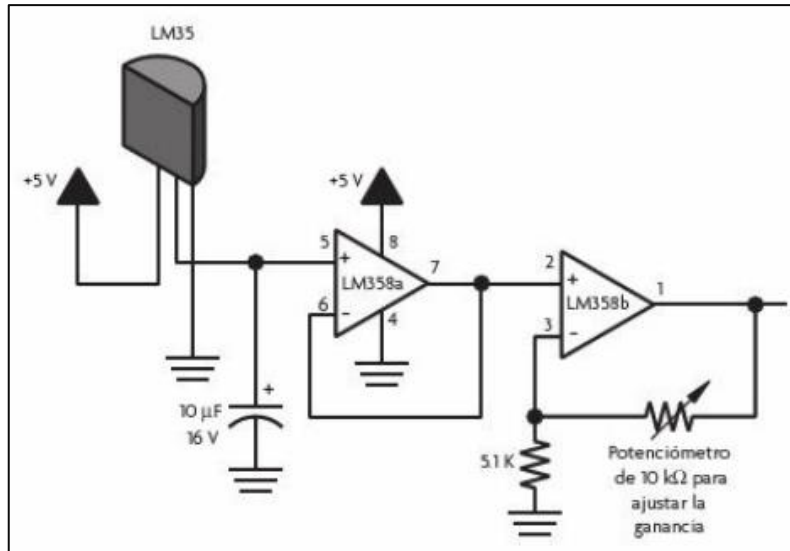 LM35
+5 V
+5 V
5
+
8
LM358a
7
6
-
4
2
+
1
LM358b
3
-
+
10 µF
16 V
5.1 K
Potenciómetro
de 10 kΩ para
ajustar la
ganancia